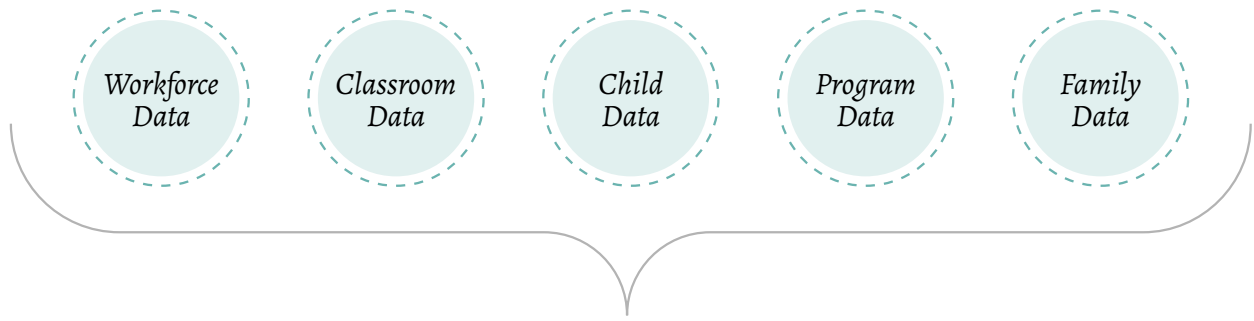 Workforce
Data
Classroom
Data
Child
Data
Program
Data
Family
Data